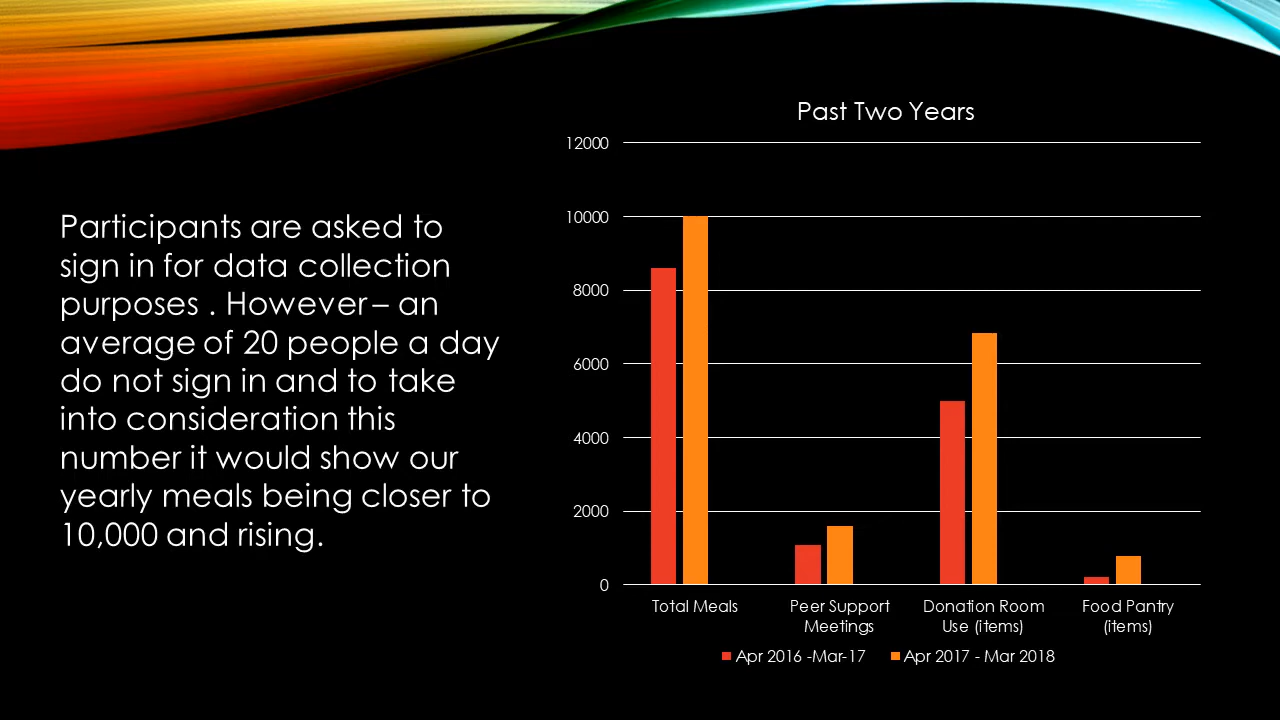 Participants are asked to
sign in for data collection
purposes . However – an
average of 20 people a day
do not sign in and to take
into consideration this
number it would show our
yearly meals being closer to
10,000 and rising.
Past Two Years
12000
10000
8000
6000
4000
2000
0
Total Meals
Peer Support
Meetings
Donation Room
Use (items)
Food Pantry
(items)
Apr 2016 -Mar-17
Apr 2017 - Mar 2018